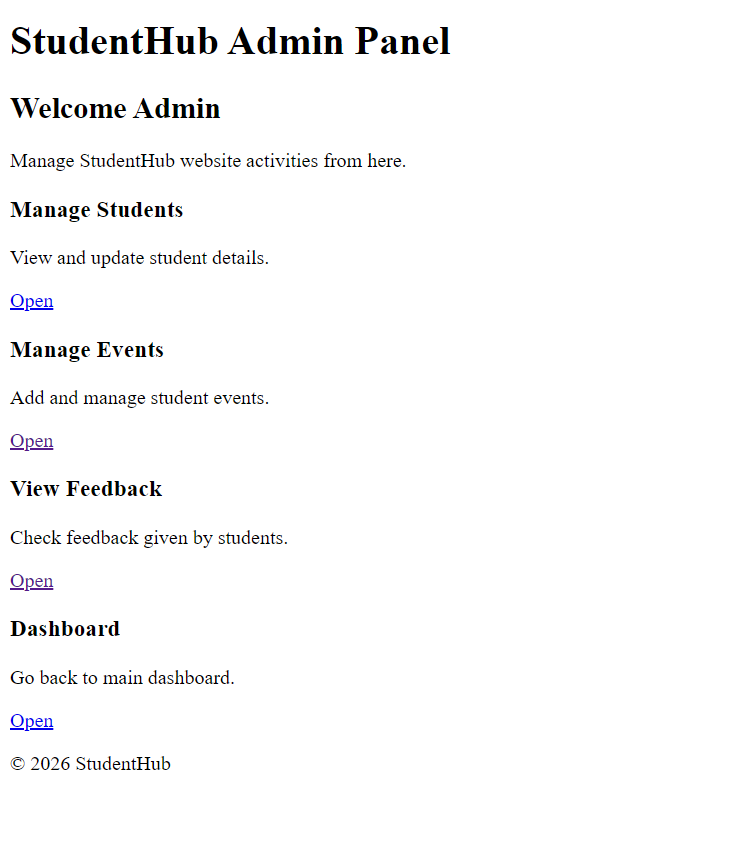 StudentHub Admin Panel
Welcome Admin
Manage StudentHub website activities from here.
Manage Students
View and update student details.
Open
Manage Events
Add and manage student events.
Open
View Feedback
Check feedback given by students.
Open
Dashboard
Go back to main dashboard.
Open
© 2026 StudentHub